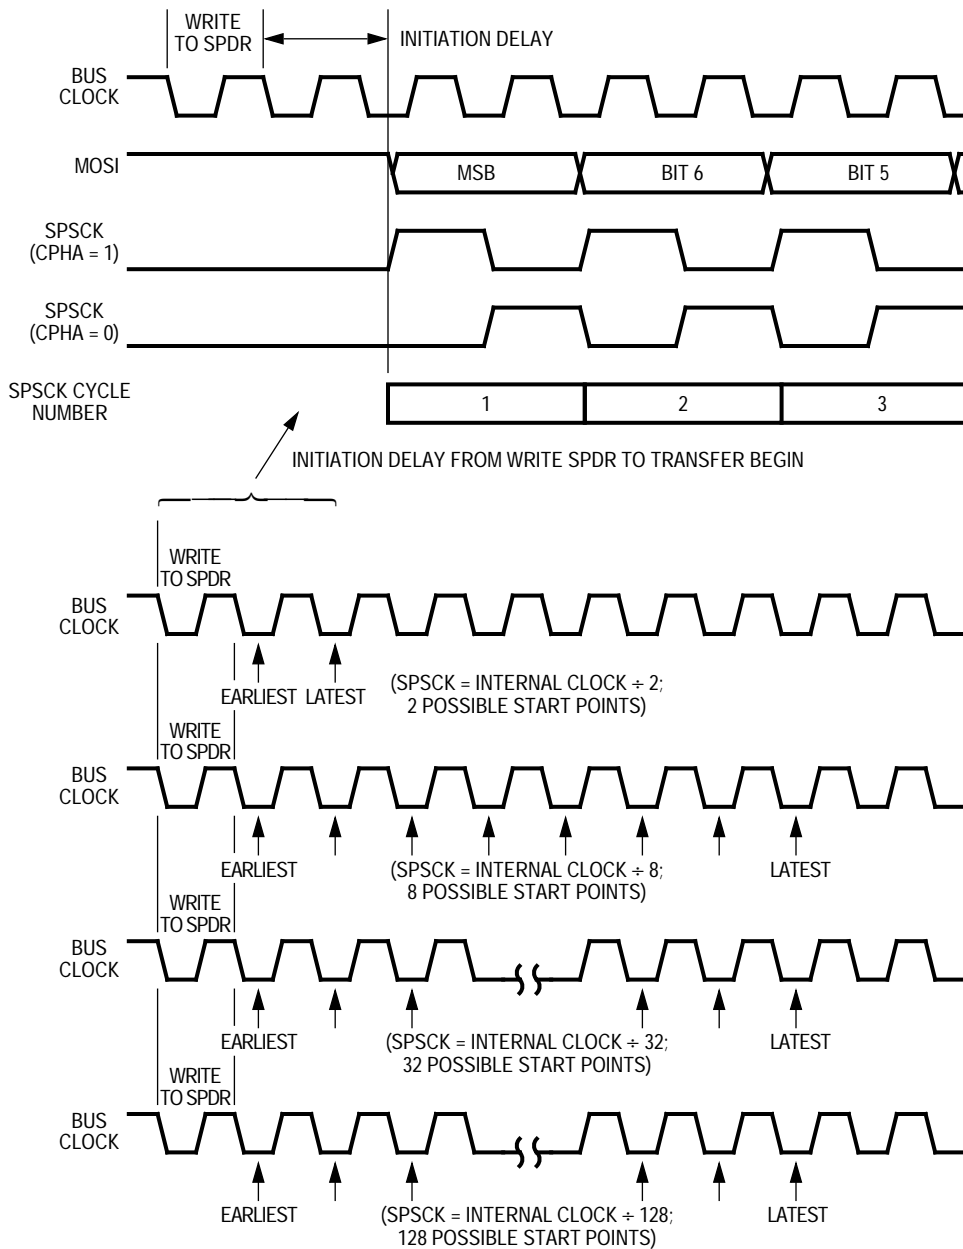 WRITE
TO SPDR
INITIATION DELAY
BUS
CLOCK
MOSI
MSB
BIT 6
BIT 5
SPSCK
(CPHA = 1)
SPSCK
(CPHA = 0)
SPSCK CYCLE
NUMBER
1
2
3
INITIATION DELAY FROM WRITE SPDR TO TRANSFER BEGIN
WRITE
TO SPDR
BUS
CLOCK
EARLIEST
LATEST
(SPSCK = INTERNAL CLOCK ÷ 2;
2 POSSIBLE START POINTS)
WRITE
TO SPDR
BUS
CLOCK
EARLIEST
(SPSCK = INTERNAL CLOCK ÷ 8;
8 POSSIBLE START POINTS)
LATEST
WRITE
TO SPDR
BUS
CLOCK
EARLIEST
(SPSCK = INTERNAL CLOCK ÷ 32;
32 POSSIBLE START POINTS)
LATEST
WRITE
TO SPDR
BUS
CLOCK
EARLIEST
(SPSCK = INTERNAL CLOCK ÷ 128;
128 POSSIBLE START POINTS)
LATEST